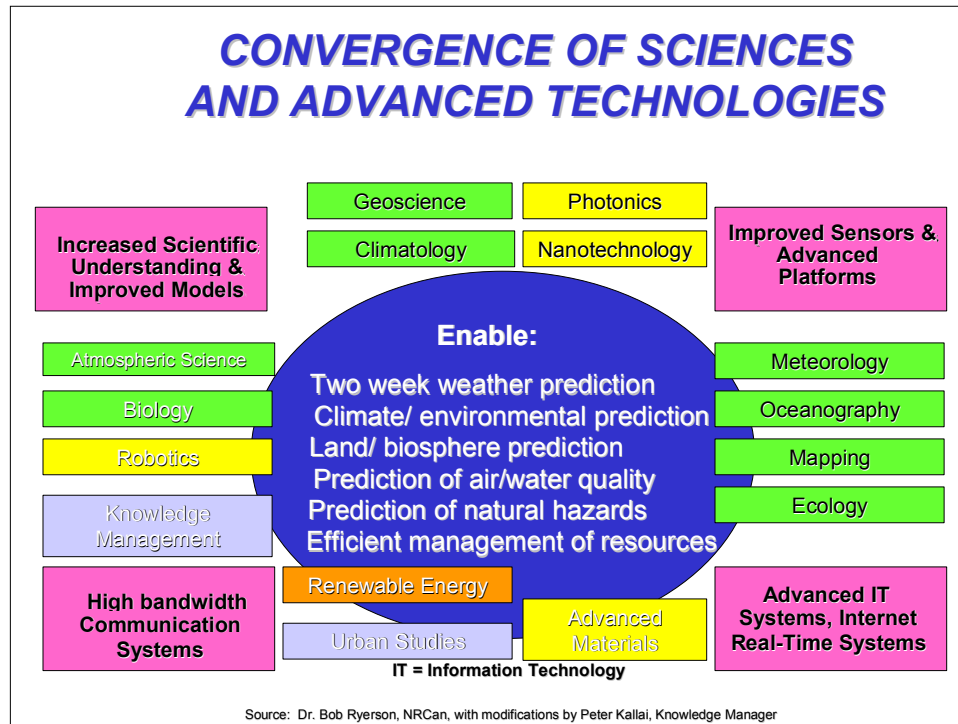 CONVERGENCE OF SCIENCES
AND ADVANCED TECHNOLOGIES
Geoscience
Photonics
Increased Scientific
Understanding &
Improved Models
Climatology
Nanotechnology
Improved Sensors &
Advanced
Platforms
Enable:
Two week weather prediction
Climate/ environmental prediction
Land/ biosphere prediction
Prediction of air/water quality
Prediction of natural hazards
Efficient management of resources
Atmospheric Science
Biology
Robotics
Knowledge
Management
Meteorology
Oceanography
Mapping
Ecology
High bandwidth
Communication
Systems
Renewable Energy
Urban Studies
Advanced
Materials
Advanced IT
Systems, Internet
Real-Time Systems
IT = Information Technology
Source: Dr. Bob Ryerson, NRCan, with modifications by Peter Kallai, Knowledge Manager